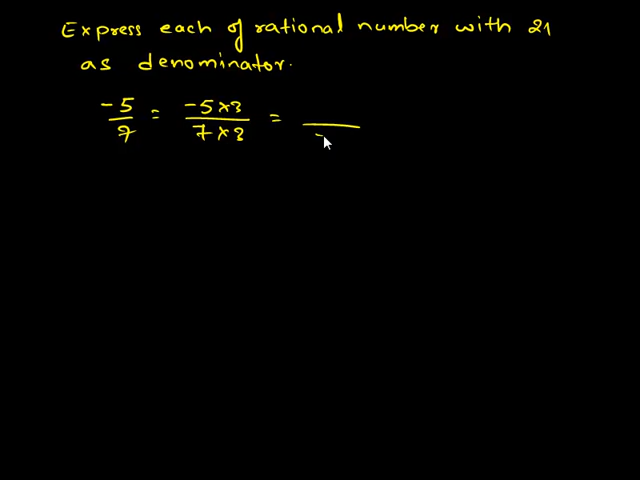 Express each of rational number with 21
as denominator.
-5/7 = -5×3/7×3 =